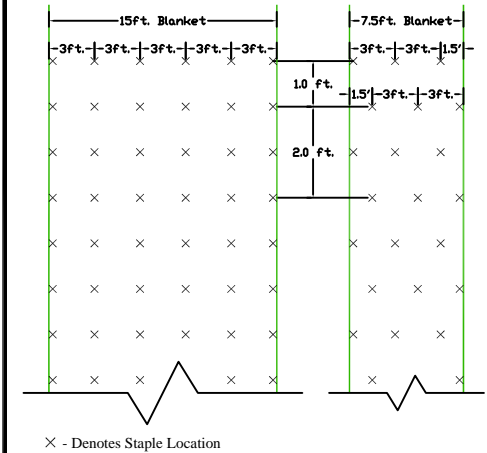 15ft. Blanket
7.5ft. Blanket
3ft. 3ft. 3ft. 3ft. 3ft.
3ft. 3ft. 1.5'
1.0 ft.
1.5' 3ft. 3ft.
2.0 ft.
× - Denotes Staple Location